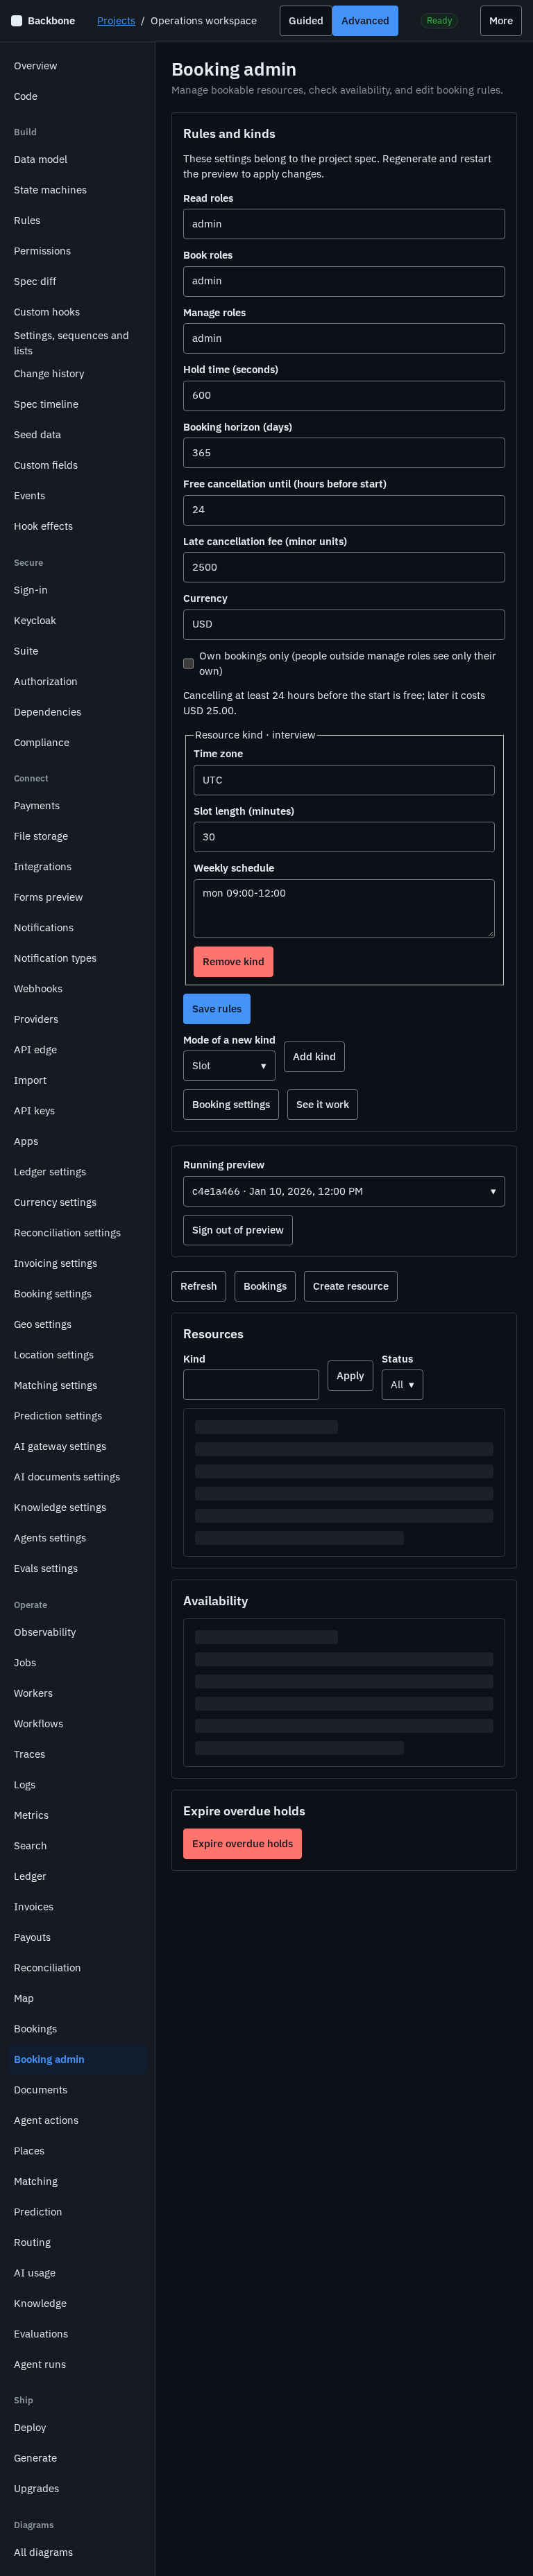 Backbone
Projects / Operations workspace
Guided
Advanced
Ready
More
Overview
Code
Build
Data model
State machines
Rules
Permissions
Spec diff
Custom hooks
Settings, sequences and
lists
Change history
Spec timeline
Seed data
Custom fields
Events
Hook effects
Secure
Sign-in
Keycloak
Suite
Authorization
Dependencies
Compliance
Connect
Payments
File storage
Integrations
Forms preview
Notifications
Notification types
Webhooks
Providers
API edge
Import
API keys
Apps
Ledger settings
Currency settings
Reconciliation settings
Invoicing settings
Booking settings
Geo settings
Location settings
Matching settings
Prediction settings
AI gateway settings
AI documents settings
Knowledge settings
Agents settings
Evals settings
Operate
Observability
Jobs
Workers
Workflows
Traces
Logs
Metrics
Search
Ledger
Invoices
Payouts
Reconciliation
Map
Bookings
Booking admin
Documents
Agent actions
Places
Matching
Prediction
Routing
AI usage
Knowledge
Evaluations
Agent runs
Ship
Deploy
Generate
Upgrades
Diagrams
All diagrams
Booking admin
Manage bookable resources, check availability, and edit booking rules.
Rules and kinds
These settings belong to the project spec. Regenerate and restart
the preview to apply changes.
Read roles
admin
Book roles
admin
Manage roles
admin
Hold time (seconds)
600
Booking horizon (days)
365
Free cancellation until (hours before start)
24
Late cancellation fee (minor units)
2500
Currency
USD
Own bookings only (people outside manage roles see only their
own)
Cancelling at least 24 hours before the start is free; later it costs
USD 25.00.
Resource kind · interview
Time zone
UTC
Slot length (minutes)
30
Weekly schedule
mon 09:00-12:00
Remove kind
Save rules
Mode of a new kind
Slot
Add kind
Booking settings
See it work
Running preview
c4e1a466 · Jan 10, 2026, 12:00 PM
Sign out of preview
Refresh
Bookings
Create resource
Resources
Kind
Apply
Status
All
Availability
Expire overdue holds
Expire overdue holds